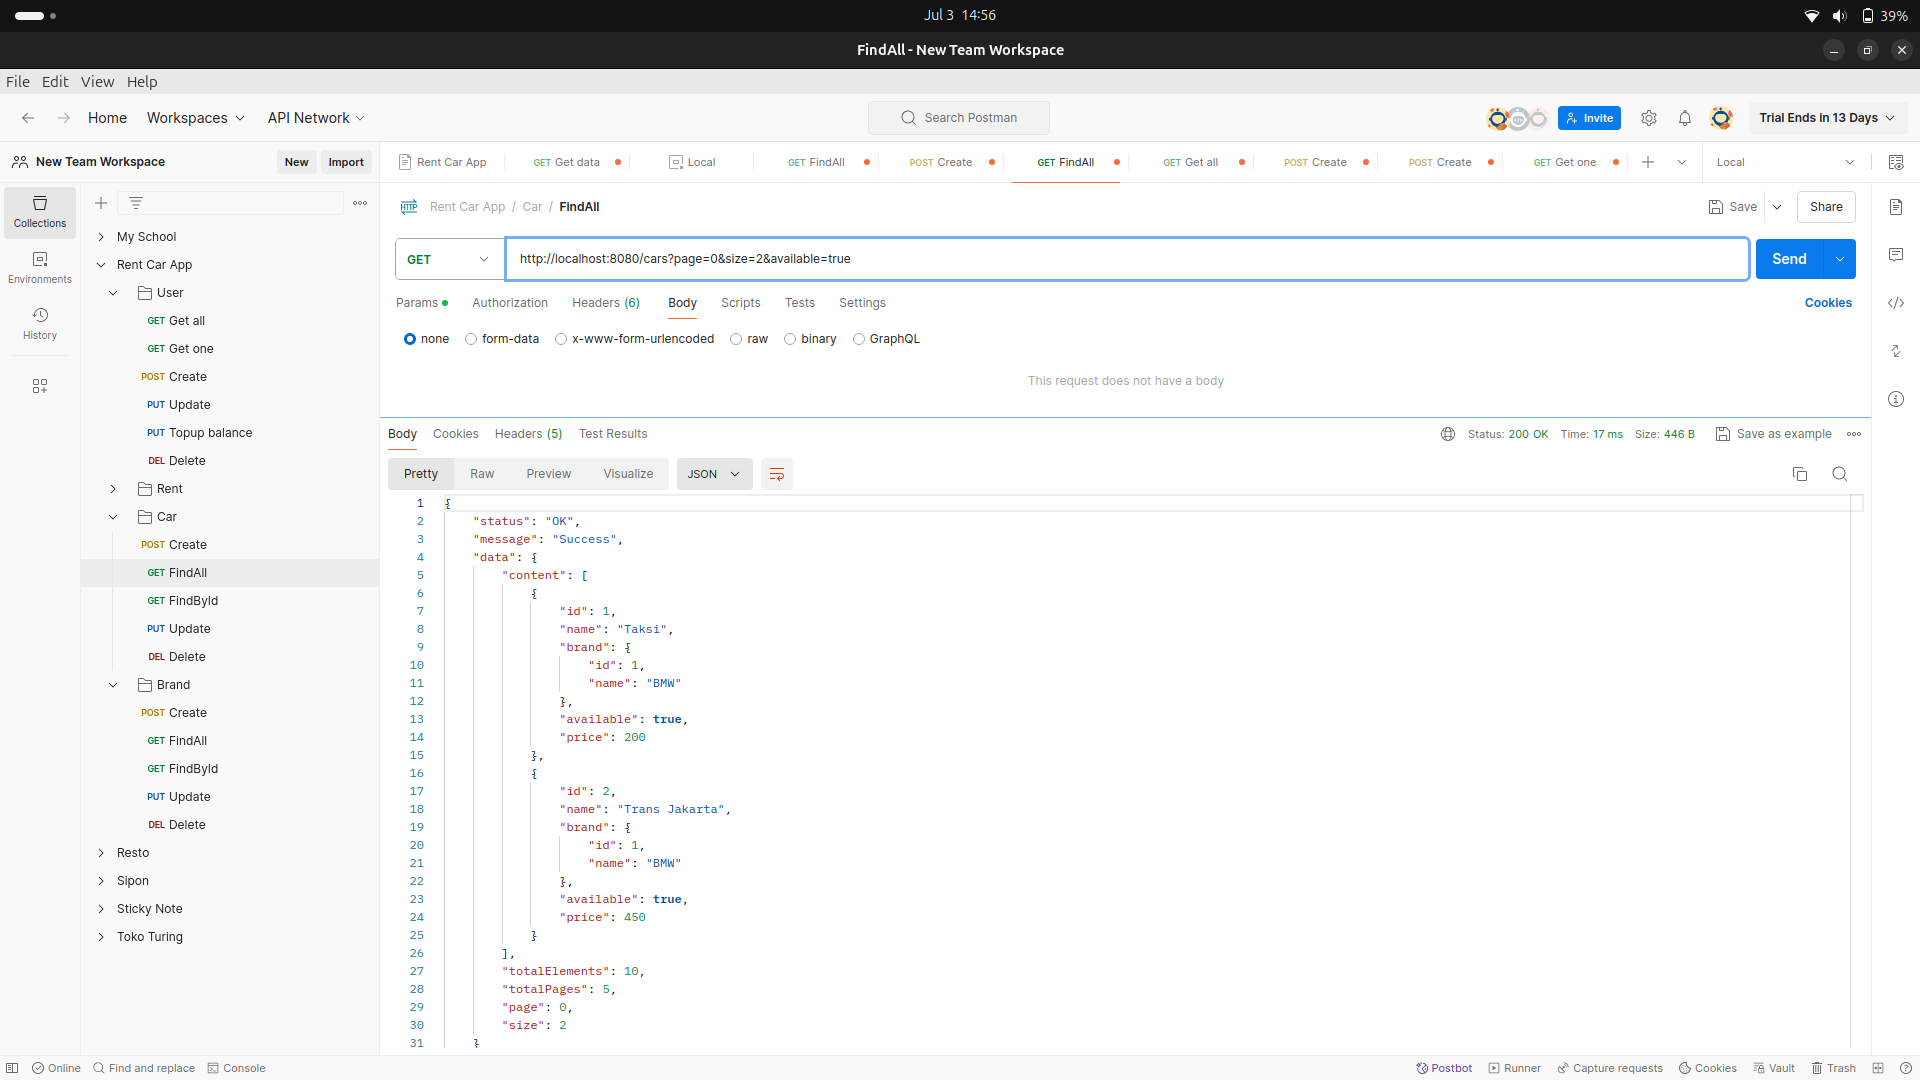 Jul 3 14:56
39%
FindAll - New Team Workspace
File Edit View Help
Home Workspaces API Network
Search Postman
Invite
Trial Ends in 13 Days
New Team Workspace
New Import
Rent Car App
GET Get data
Local
GET FindAll
POST Create
GET FindAll
GET Get all
POST Create
POST Create
GET Get one
Local
Collections
Environments
History
My School
Rent Car App
User
GET Get all
GET Get one
POST Create
PUT Update
PUT Topup balance
DEL Delete
Rent
Car
POST Create
GET FindAll
GET FindById
PUT Update
DEL Delete
Brand
POST Create
GET FindAll
GET FindById
PUT Update
DEL Delete
Resto
Sipon
Sticky Note
Toko Turing
HTTP Rent Car App / Car / FindAll
Save
Share
GET
http://localhost:8080/cars?page=0&size=2&available=true
Send
Params Authorization Headers (6) Body Scripts Tests Settings
Cookies
none form-data x-www-form-urlencoded raw binary GraphQL
This request does not have a body
Body Cookies Headers (5) Test Results
Status: 200 OK Time: 17 ms Size: 446 B
Save as example
Pretty Raw Preview Visualize JSON
1 {
2 "status": "OK",
3 "message": "Success",
4 "data": {
5 "content": [
6 {
7 "id": 1,
8 "name": "Taksi",
9 "brand": {
10 "id": 1,
11 "name": "BMW"
12 },
13 "available": true,
14 "price": 200
15 },
16 {
17 "id": 2,
18 "name": "Trans Jakarta",
19 "brand": {
20 "id": 1,
21 "name": "BMW"
22 },
23 "available": true,
24 "price": 450
25 }
26 ],
27 "totalElements": 10,
28 "totalPages": 5,
29 "page": 0,
30 "size": 2
31 }
Online Find and replace Console
Postbot Runner Capture requests Cookies Vault Trash